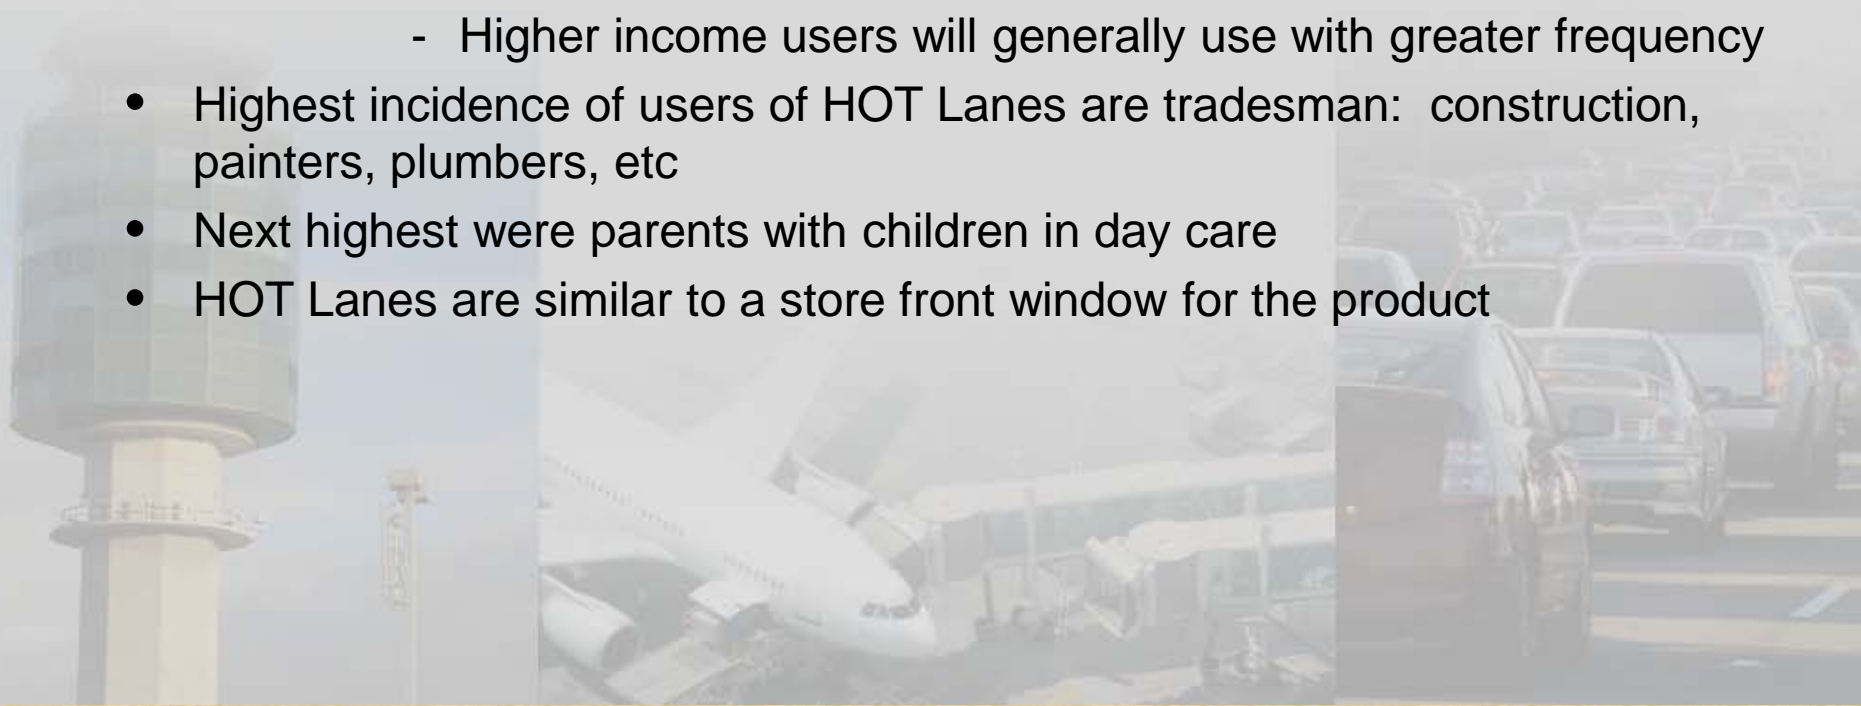 - Higher income users will generally use with greater frequency
• Highest incidence of users of HOT Lanes are tradesman: construction,
painters, plumbers, etc
• Next highest were parents with children in day care
• HOT Lanes are similar to a store front window for the product